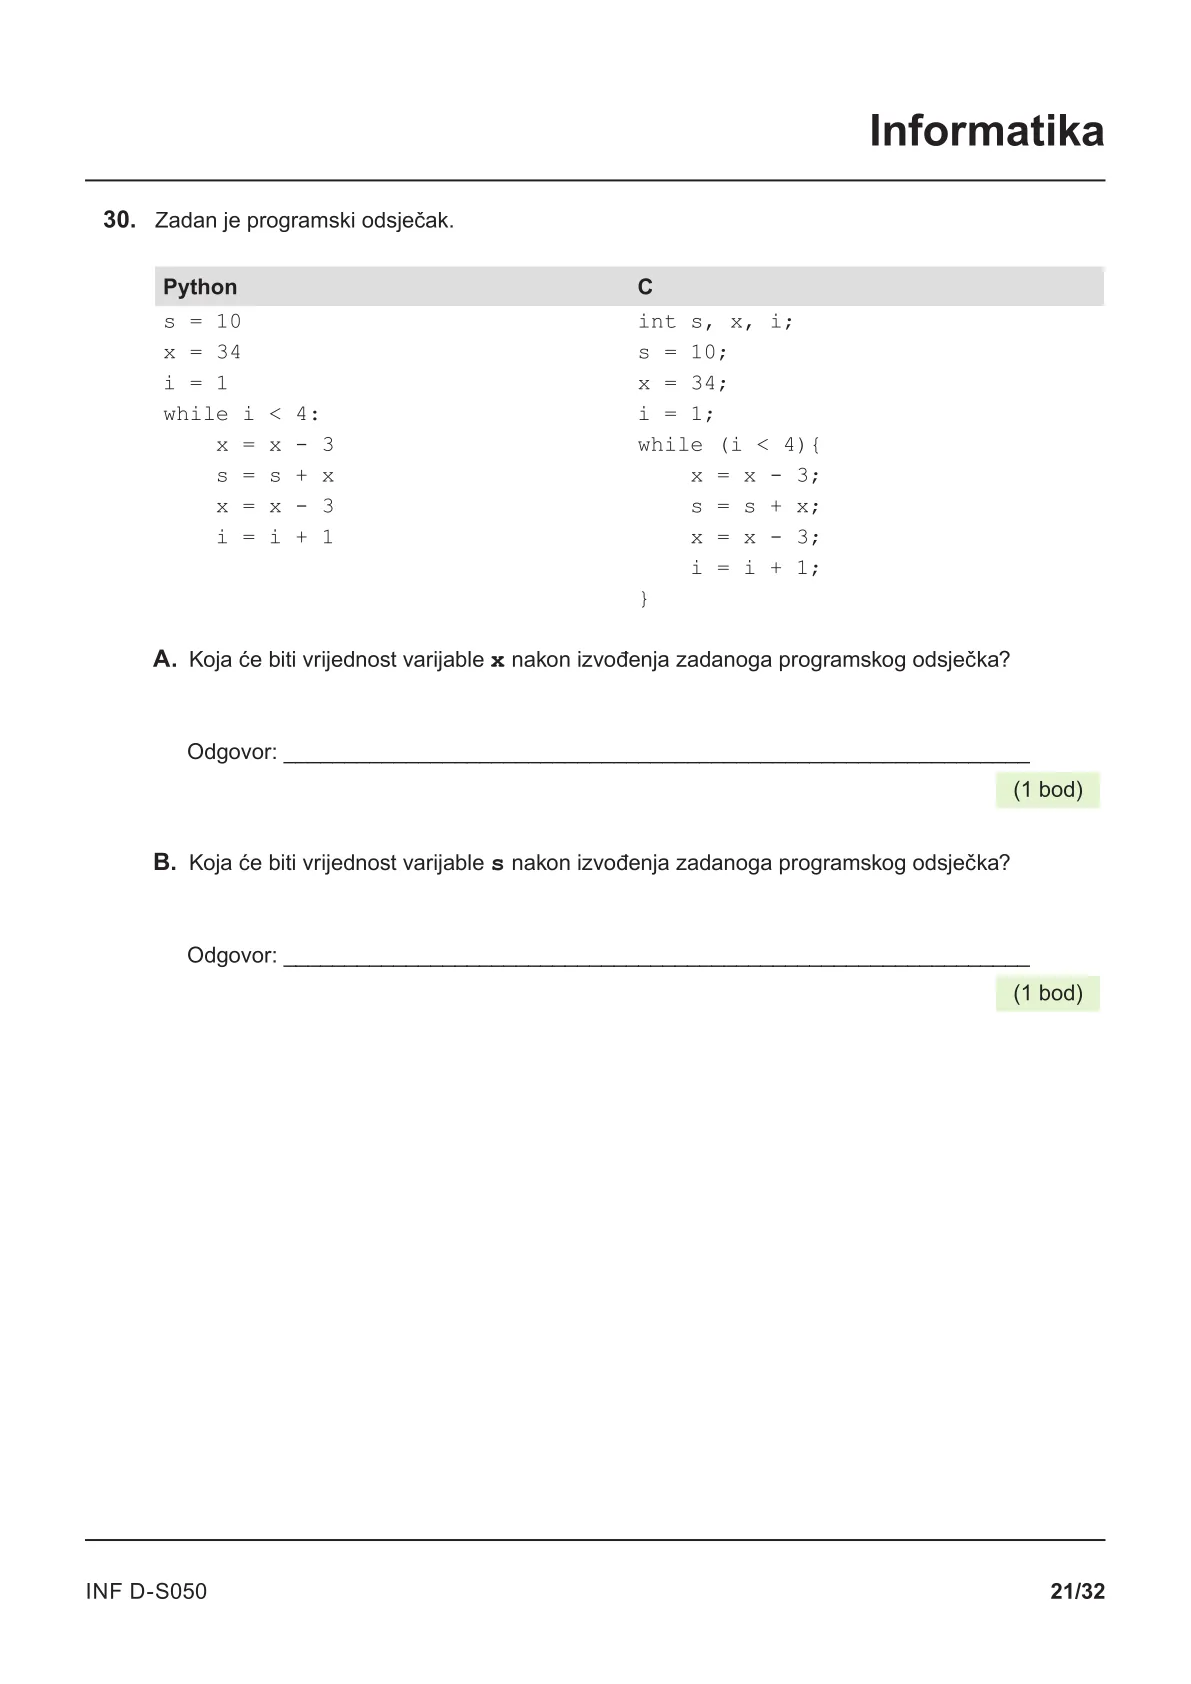 Informatika
30. Zadan je programski odsječak.
Python C
s = 10 int s, x, i;
x = 34 s = 10;
i = 1 x = 34;
while i < 4: i = 1;
x = x - 3 while (i < 4){
s = s + x x = x - 3;
x = x - 3 s = s + x;
i = i + 1 x = x - 3;
i = i + 1;
}
A. Koja će biti vrijednost varijable x nakon izvođenja zadanoga programskog odsječka?
Odgovor: ______________________________________________________________
(1 bod)
B. Koja će biti vrijednost varijable s nakon izvođenja zadanoga programskog odsječka?
Odgovor: ______________________________________________________________
(1 bod)
INF D-S050 21/32